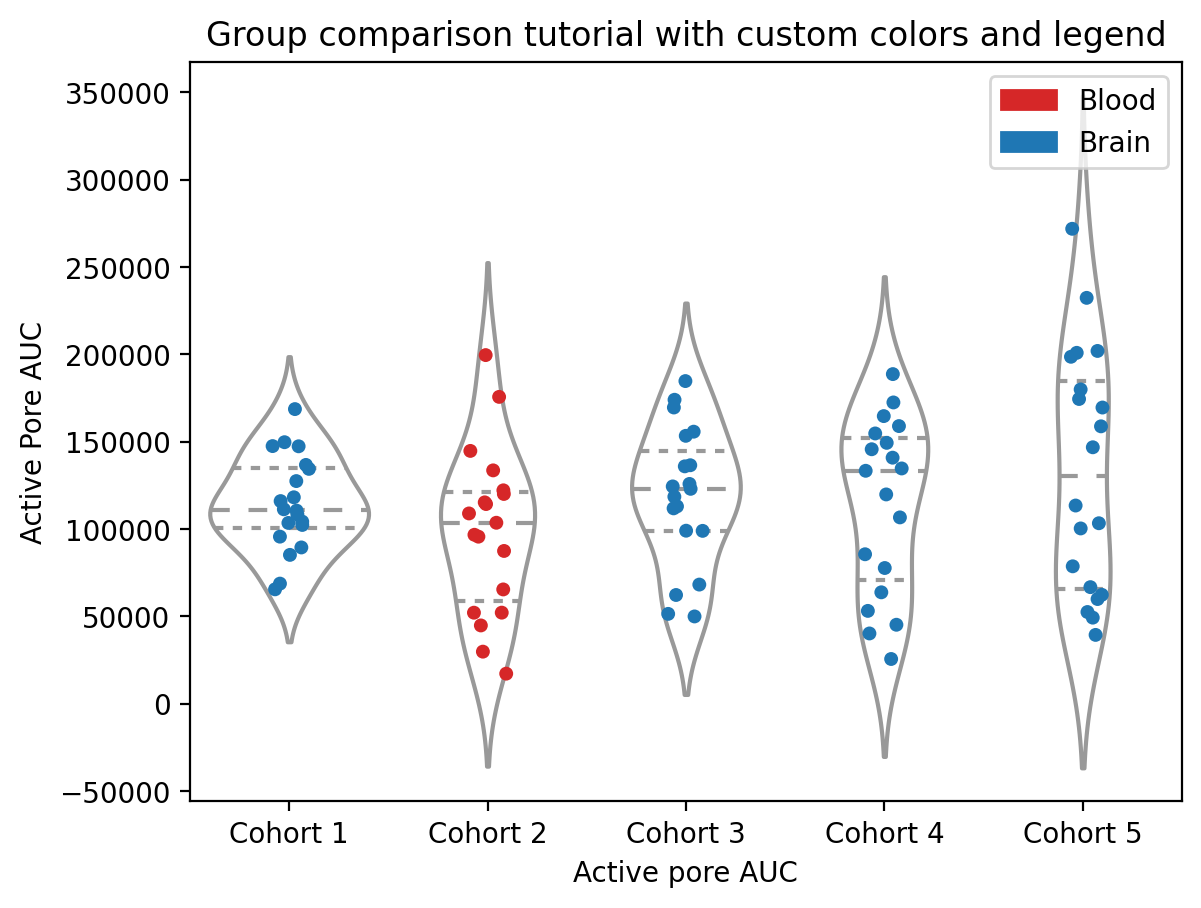 Group comparison tutorial with custom colors and legend
Blood
Brain
Active Pore AUC
350000
300000
250000
200000
150000
100000
50000
0
−50000
Cohort 1
Cohort 2
Cohort 3
Cohort 4
Cohort 5
Active pore AUC